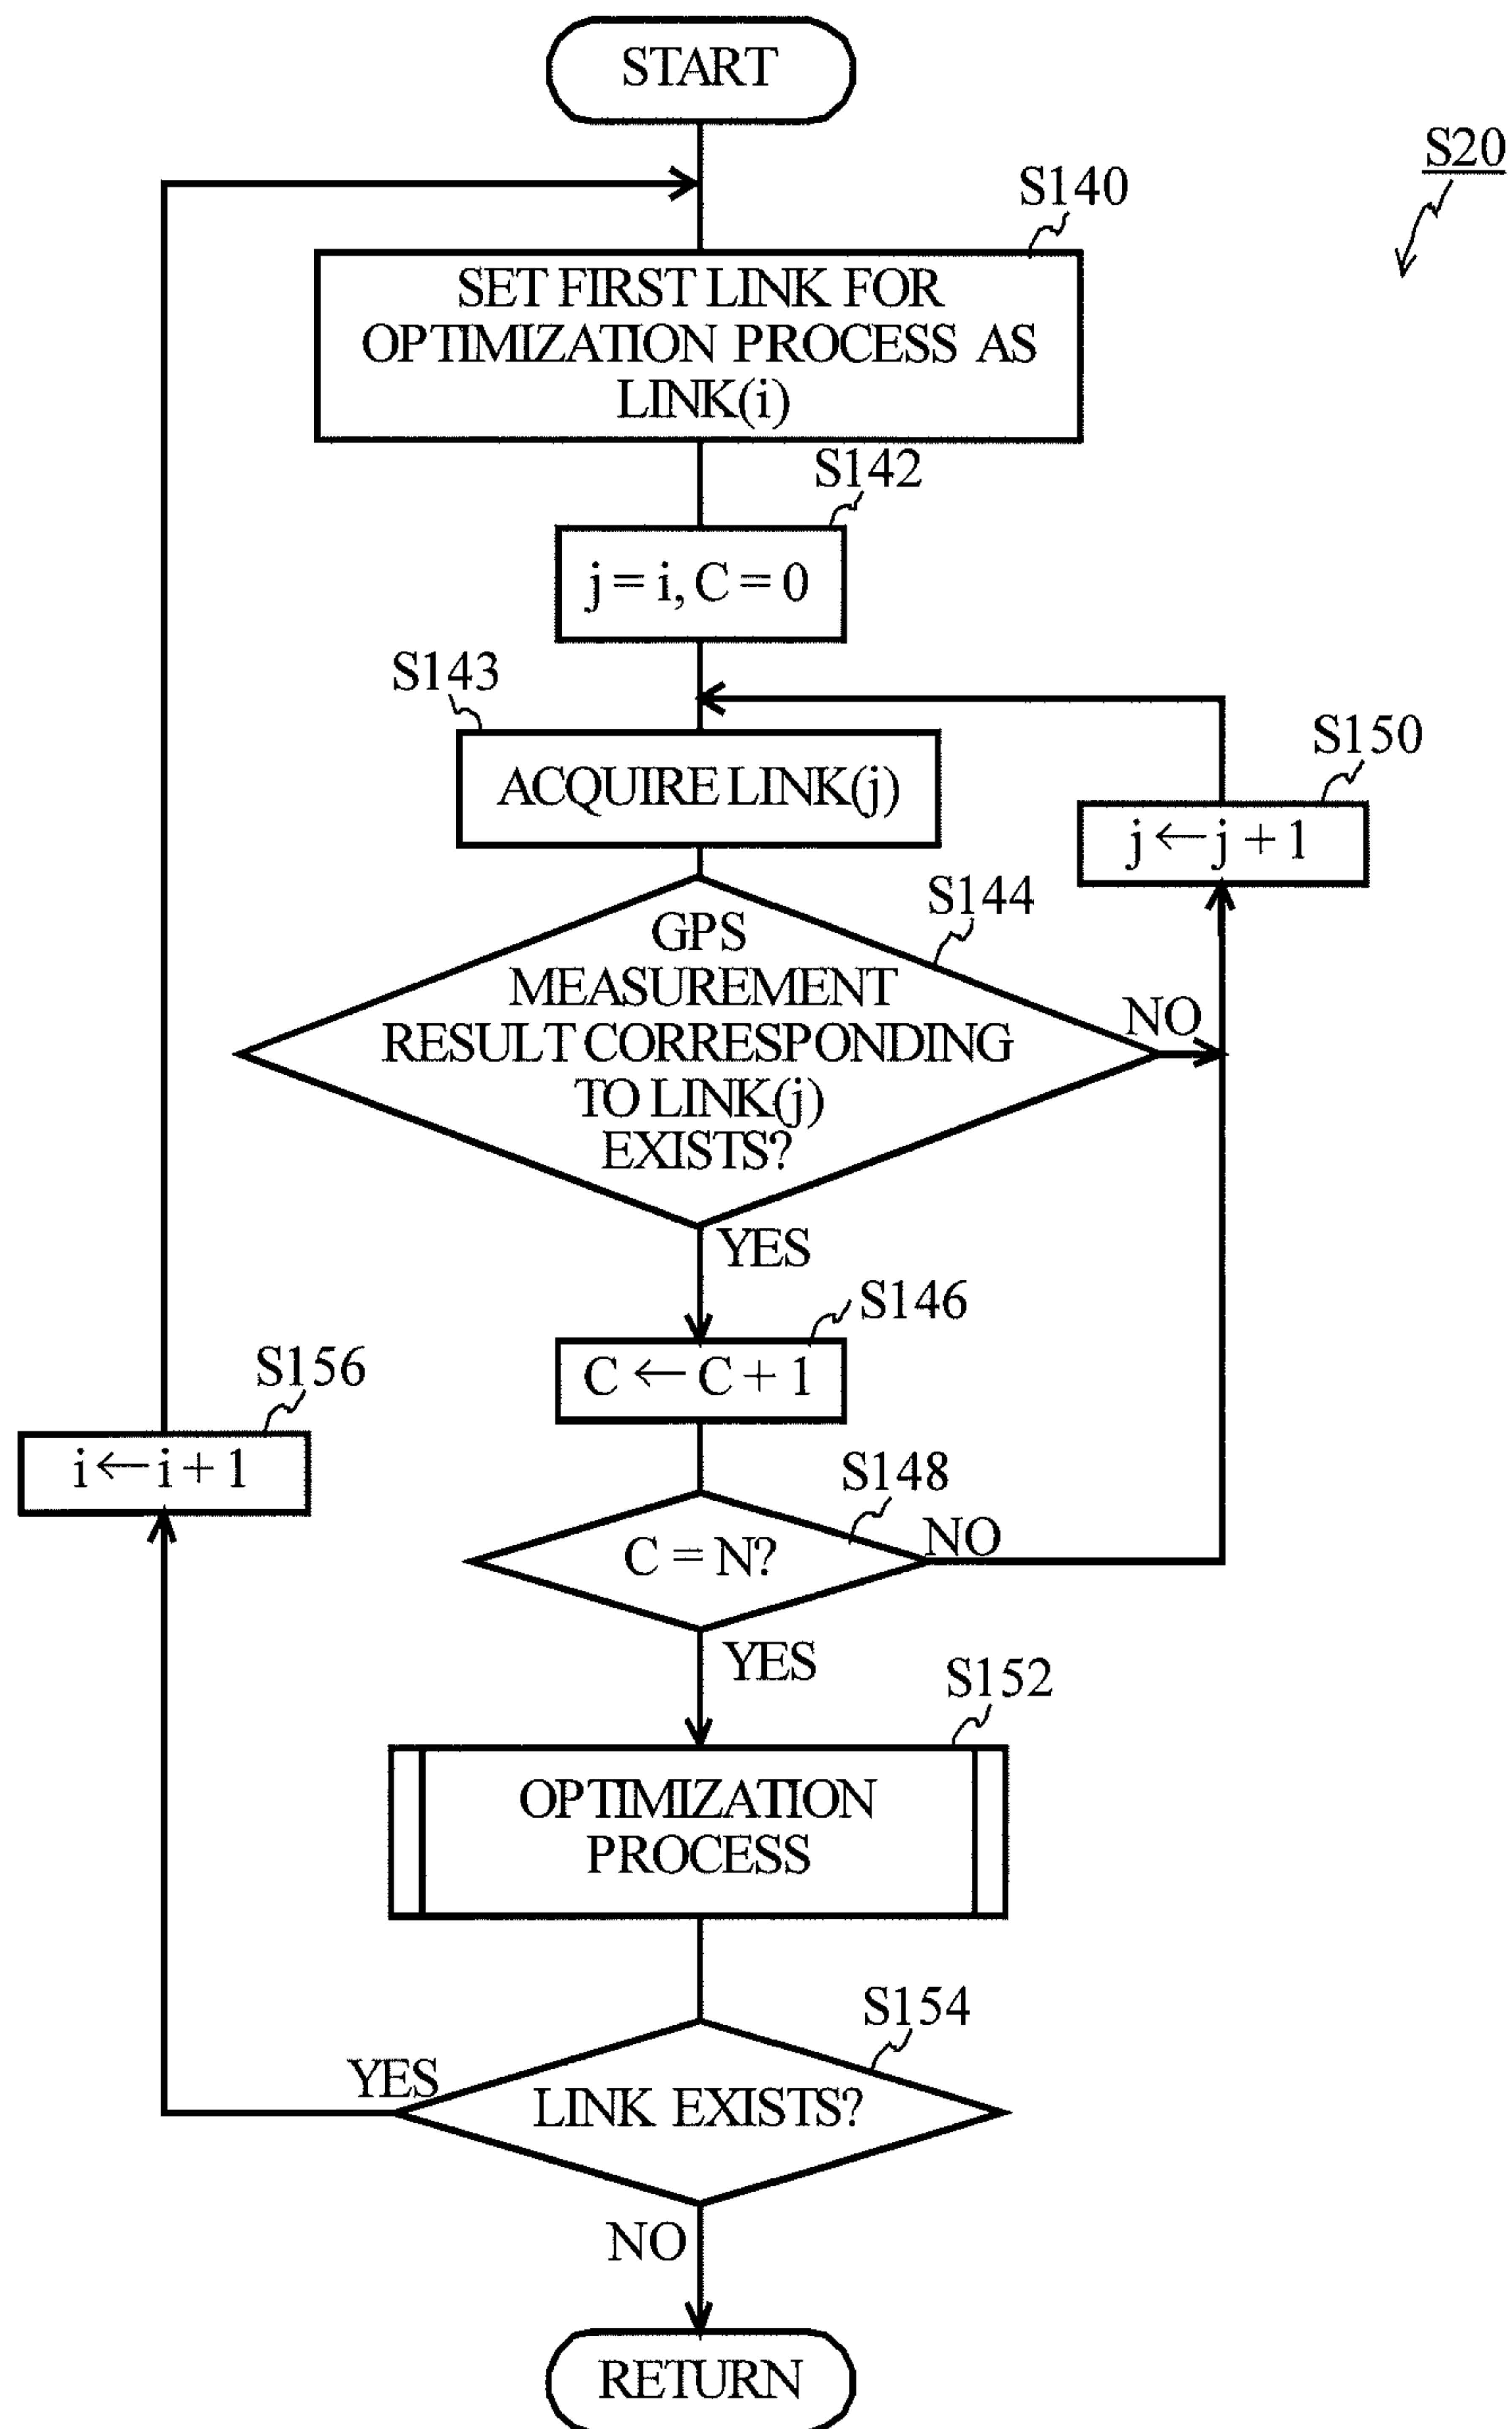 START
S20
S140
SET FIRST LINK FOR
OPTIMIZATION PROCESS AS
LINK(i)
S142
j = i, C = 0
S143
ACQUIRE LINK(j)
S150
j ← j + 1
S144
GPS
MEASUREMENT
RESULT CORRESPONDING
TO LINK(j)
EXISTS?
NO
YES
S146
C ← C + 1
S156
i ← i + 1
S148
C = N?
NO
YES
S152
OPTIMIZATION
PROCESS
S154
LINK EXISTS?
YES
NO
RETURN